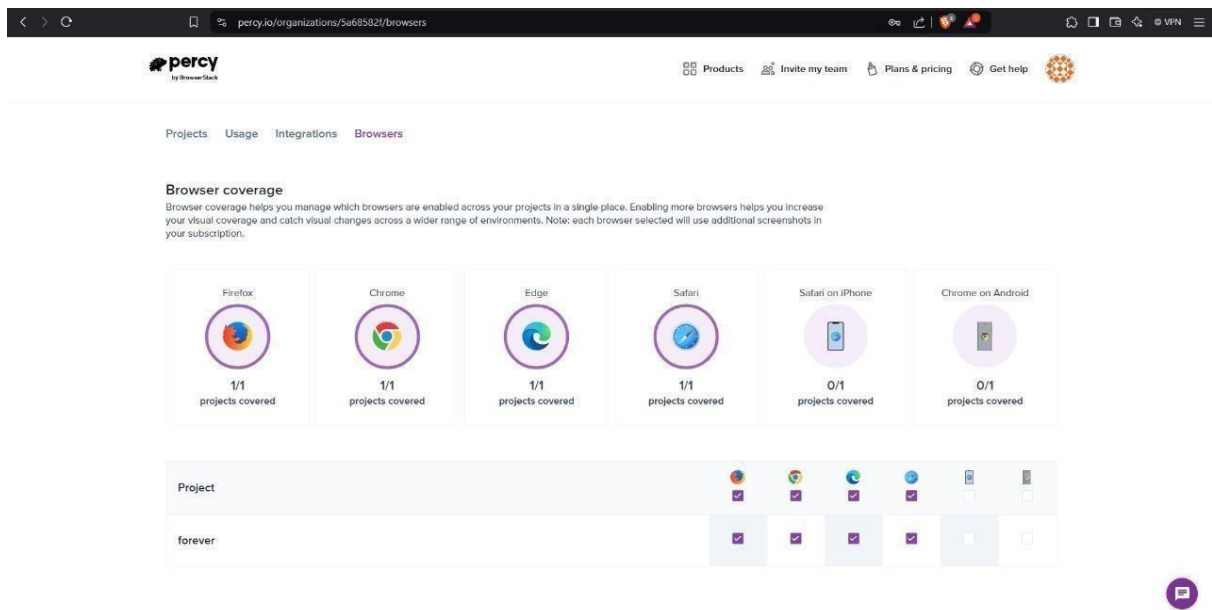 percy.io/organizations/5a68582f/browsers
VPN
percy
by BrowserStack
Products Invite my team Plans & pricing Get help
Projects Usage Integrations Browsers
Browser coverage
Browser coverage helps you manage which browsers are enabled across your projects in a single place. Enabling more browsers helps you increase
your visual coverage and catch visual changes across a wider range of environments. Note: each browser selected will use additional screenshots in
your subscription.
Firefox Chrome Edge Safari Safari on iPhone Chrome on Android
1/1 1/1 1/1 1/1 0/1 0/1
projects covered projects covered projects covered projects covered projects covered projects covered
Project
forever